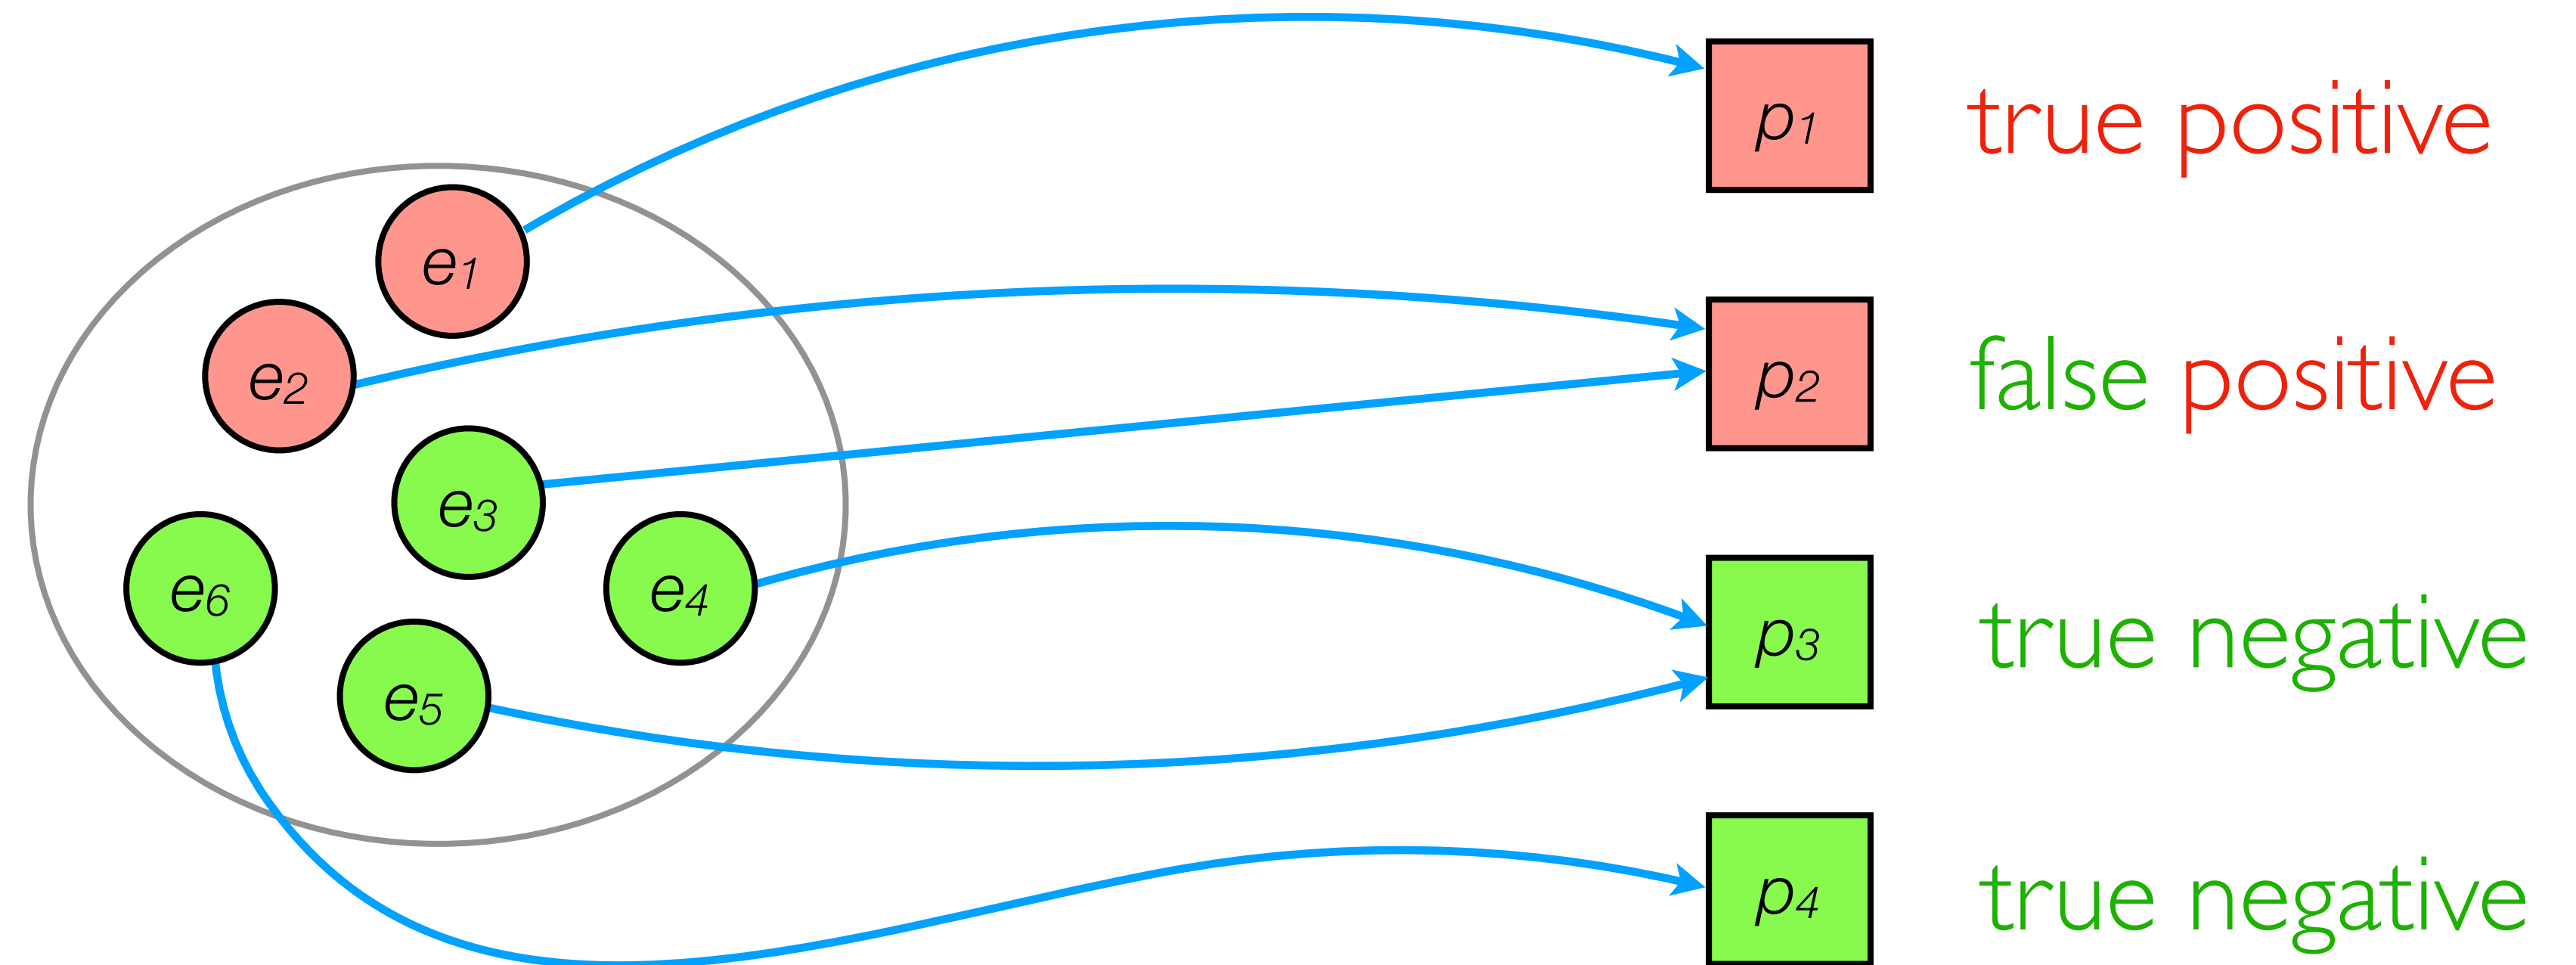 p1 true positive
e1
e2
p2 false positive
e3
e6
e4
p3 true negative
e5
p4 true negative